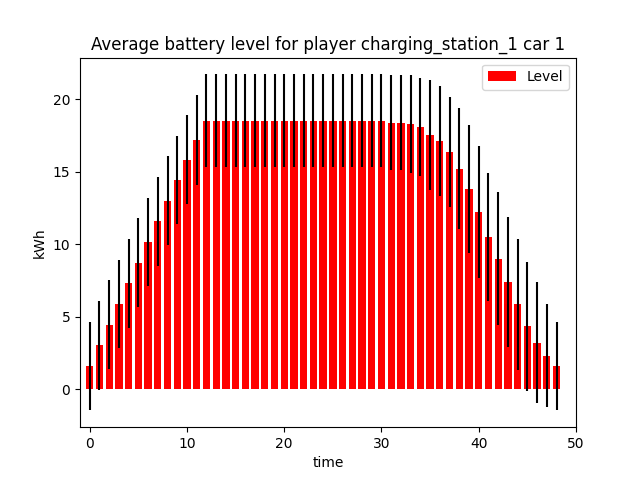 Average battery level for player charging_station_1 car 1
Level
20
15
10
5
0
kWh
0 10 20 30 40 50
time